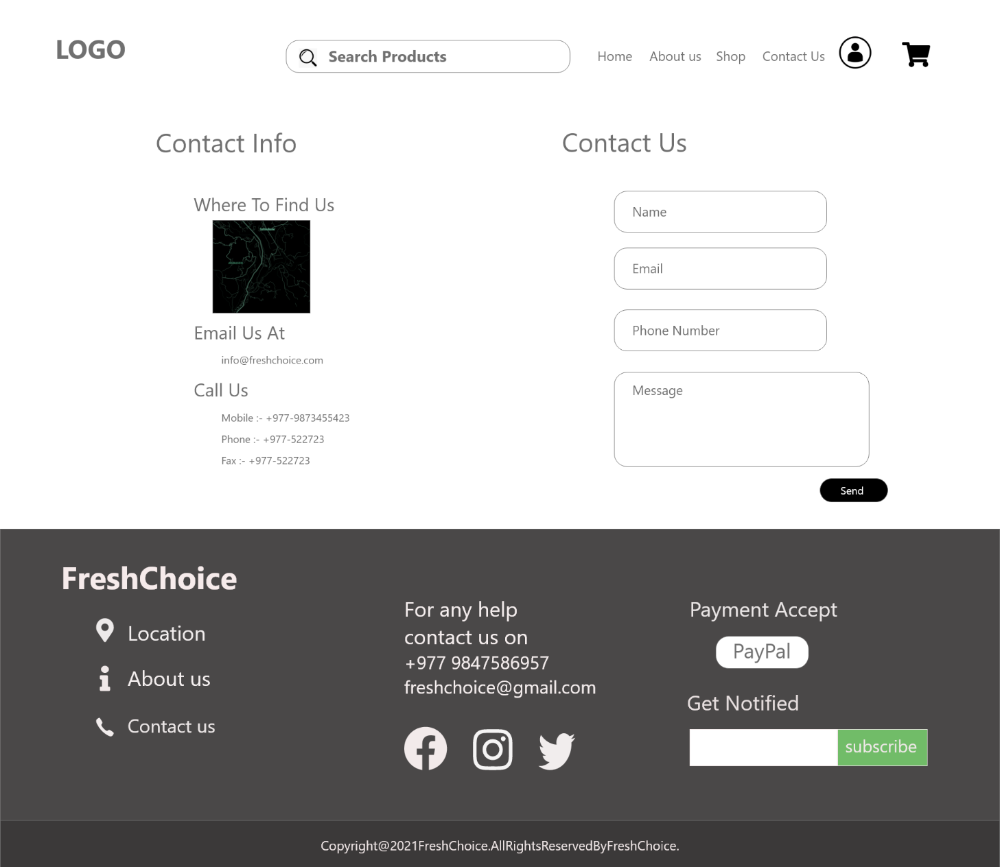 LOGO
Search Products
Home About us Shop Contact Us
Contact Info
Where To Find Us
Email Us At
info@freshchoice.com
Call Us
Mobile :- +977-9873455423
Phone :- +977-522723
Fax :- +977-522723
Contact Us
Name
Email
Phone Number
Message
Send
FreshChoice
Location
About us
Contact us
For any help
contact us on
+977 9847586957
freshchoice@gmail.com
Payment Accept
PayPal
Get Notified
subscribe
Copyright@2021FreshChoice.AllRightsReservedByFreshChoice.